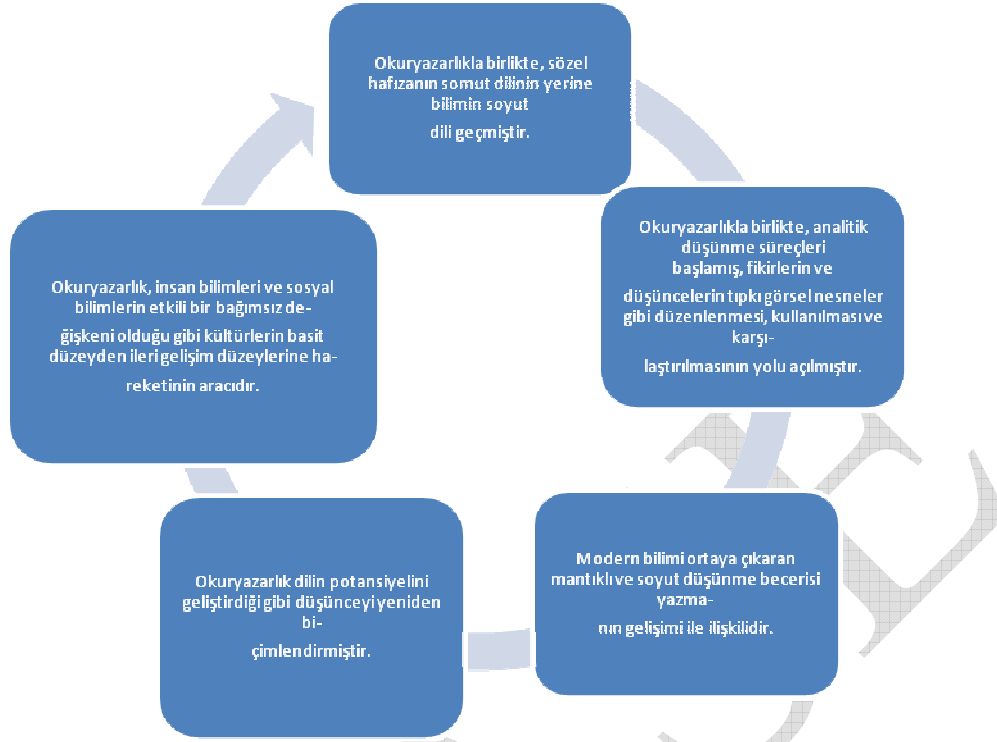 Okuryazarlıkla birlikte, sözel
hafızanın somut dilinin yerine
bilimin soyut
dili geçmiştir.
Okuryazarlıkla birlikte, analitik
düşünme süreçleri
başlamış, fikirlerin ve
düşüncelerin tıpkı görsel nesneler
gibi düzenlenmesi, kullanılması ve
karşı-
laştırılmasının yolu açılmıştır.
Modern bilimi ortaya çıkaran
mantıklı ve soyut düşünme becerisi
yazma-
nın gelişimi ile ilişkilidir.
Okuryazarlık dilin potansiyelini
geliştirdiği gibi düşünceyi yeniden
bi-
çimlendirmiştir.
Okuryazarlık, insan bilimleri ve sosyal
bilimlerin etkili bir bağımsız de-
ğişkeni olduğu gibi kültürlerin basit
düzeyden ileri gelişim düzeylerine ha-
reketinin aracıdır.